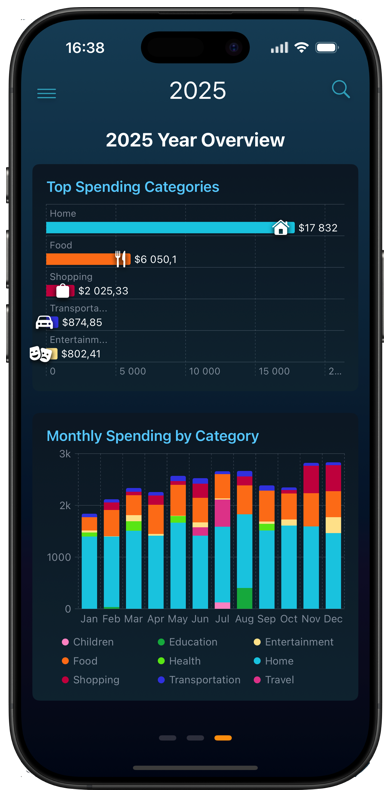 16:38
2025
2025 Year Overview
Top Spending Categories
Home
$17 832
Food
$6 050,1
Shopping
$2 025,33
Transporta...
$874,85
Entertainm...
$802,41
0 5 000 10 000 15 000 2...
Monthly Spending by Category
3k
2k
1000
0
Jan Feb Mar Apr May Jun Jul Aug Sep Oct Nov Dec
Children Education Entertainment
Food Health Home
Shopping Transportation Travel